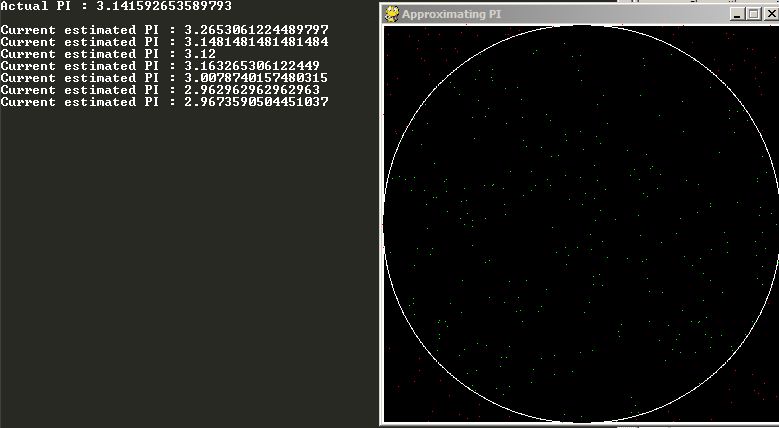 Actual PI : 3.141592653589793
Current estimated PI : 3.2653061224489797
Current estimated PI : 3.1481481481481484
Current estimated PI : 3.12
Current estimated PI : 3.163265306122449
Current estimated PI : 3.0078740157480315
Current estimated PI : 2.962962962962963
Current estimated PI : 2.9673590504451037
Approximating PI